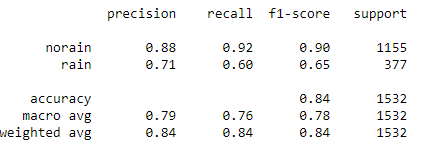 precision recall f1-score support
norain 0.88 0.92 0.90 1155
rain 0.71 0.60 0.65 377
accuracy 0.84 1532
macro avg 0.79 0.76 0.78 1532
weighted avg 0.84 0.84 0.84 1532